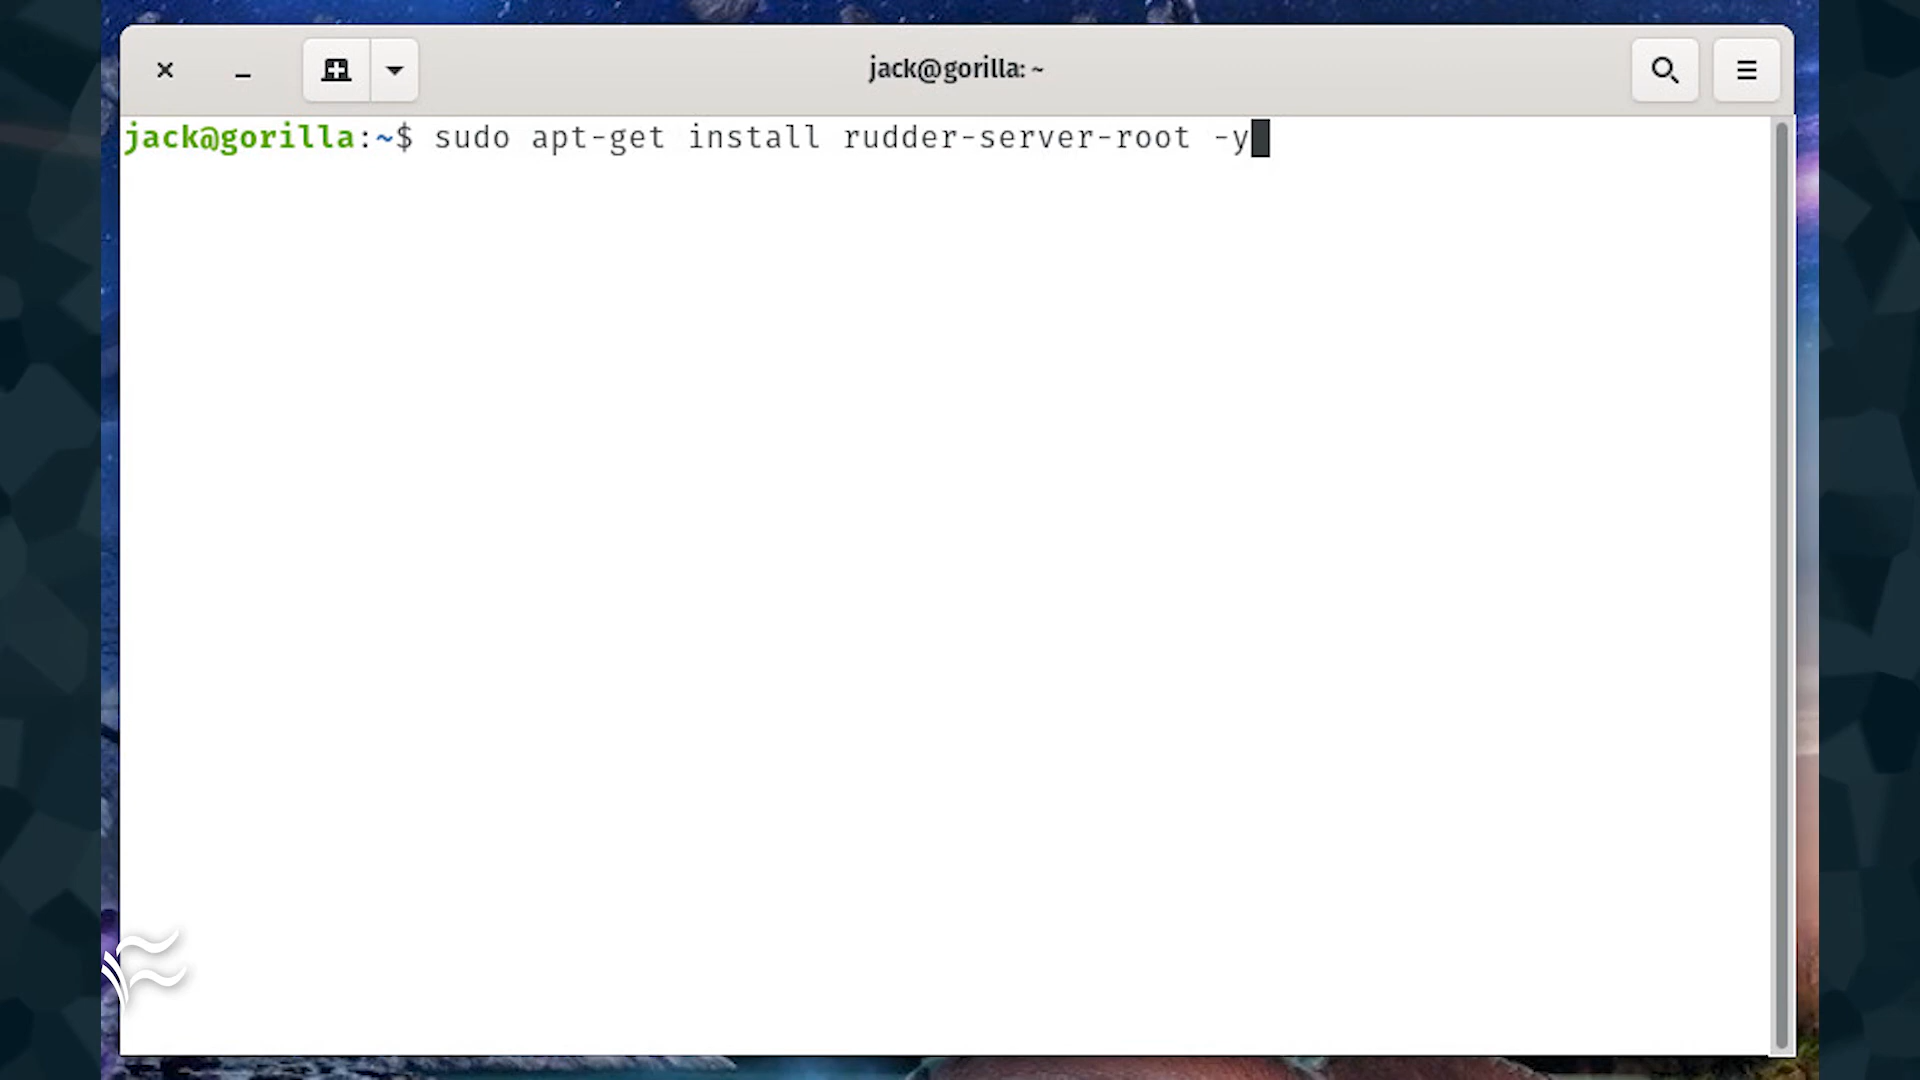 jack@gorilla: ~
jack@gorilla:~$ sudo apt-get install rudder-server-root -y